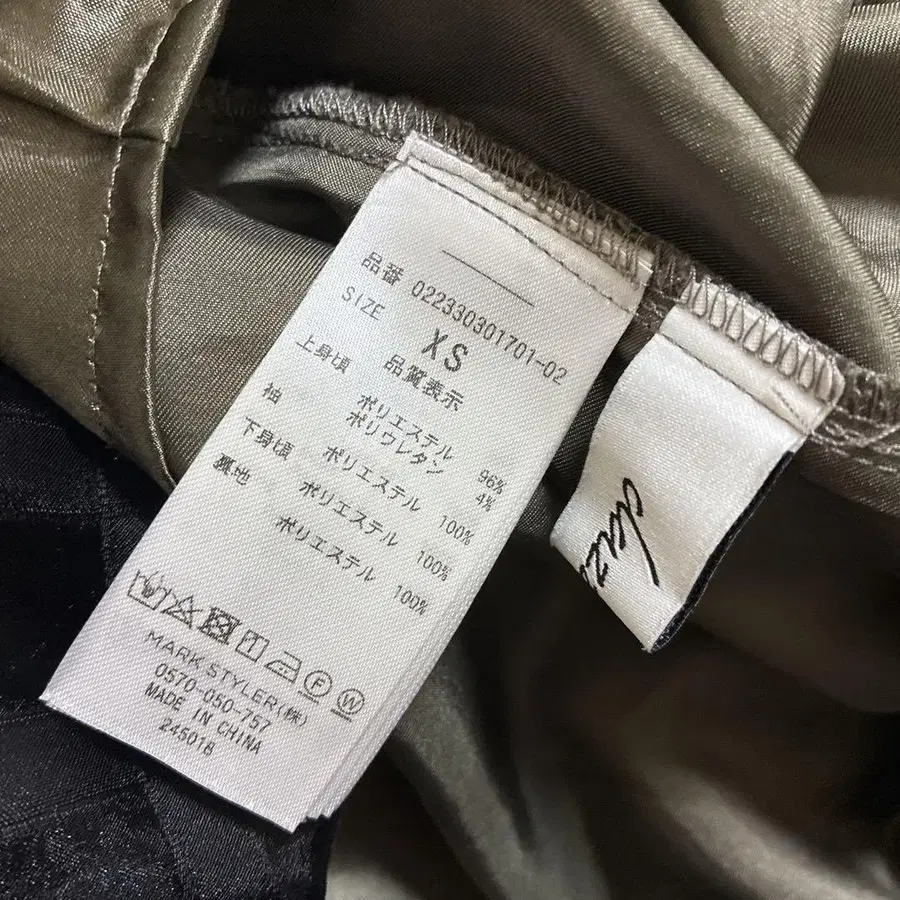 品番 022330301701-02
SIZE XS
品質表示
上身頃 ポリエステル 96%
ポリウレタン 4%
袖 ポリエステル 100%
下身頃 ポリエステル 100%
裏地 ポリエステル 100%
F W
MARK STYLER(株)
0570-050-757
MADE IN CHINA
245018